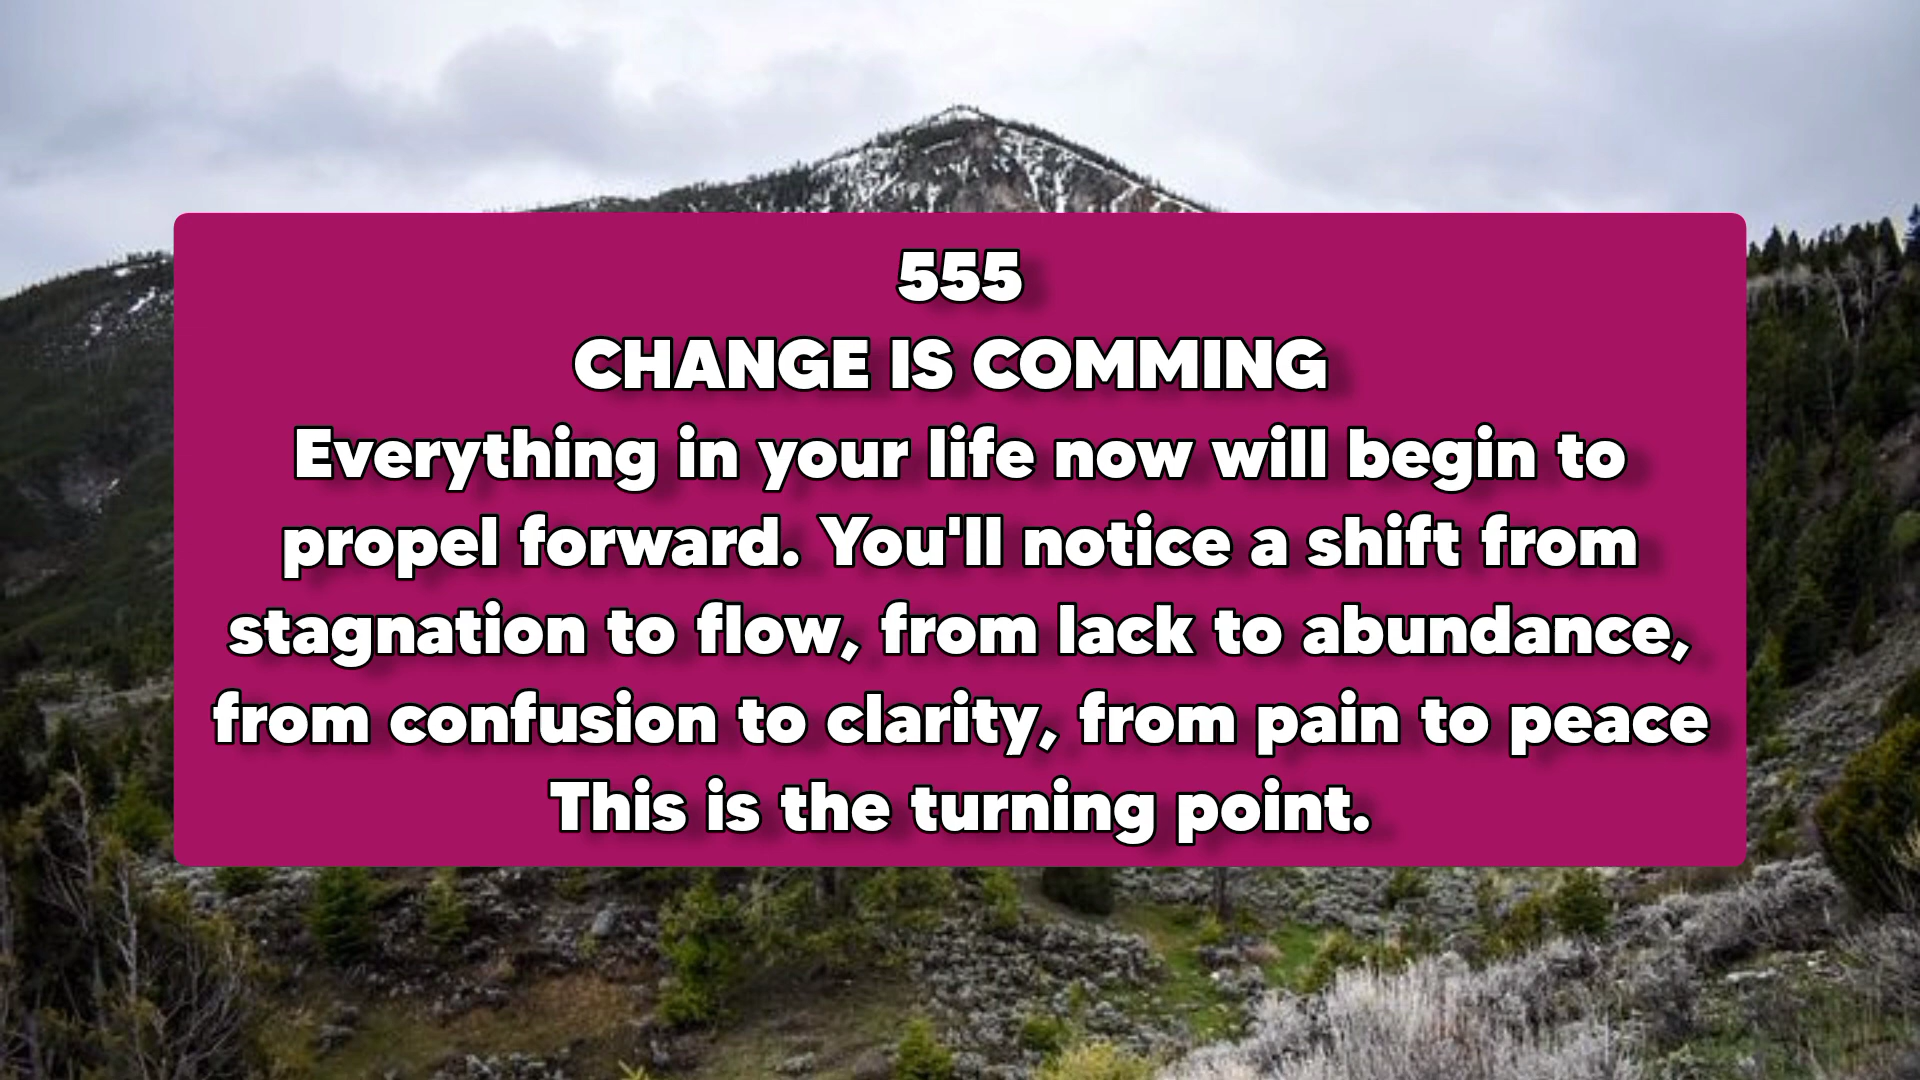 555
CHANGE IS COMMING
Everything in your life now will begin to
propel forward. You'll notice a shift from
stagnation to flow, from lack to abundance,
from confusion to clarity, from pain to peace
This is the turning point.